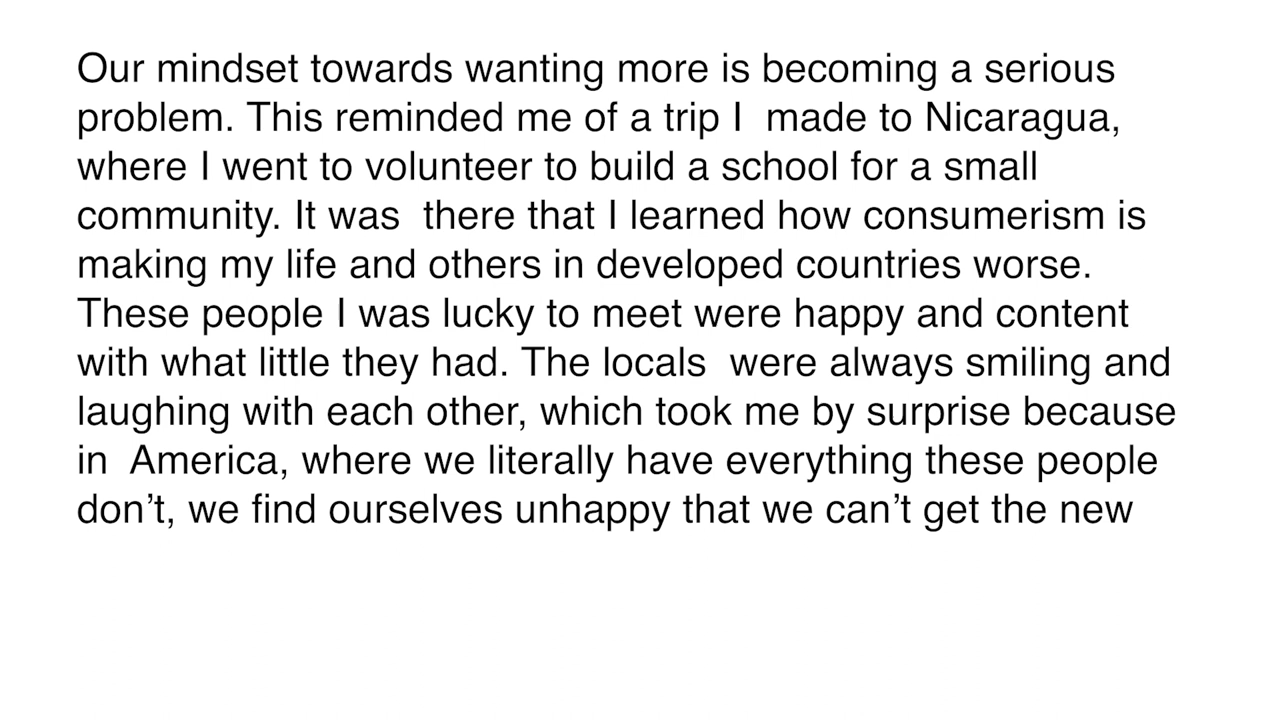 Our mindset towards wanting more is becoming a serious
problem. This reminded me of a trip I  made to Nicaragua,
where I went to volunteer to build a school for a small
community. It was  there that I learned how consumerism is
making my life and others in developed countries worse.
These people I was lucky to meet were happy and content
with what little they had. The locals  were always smiling and
laughing with each other, which took me by surprise because
in  America, where we literally have everything these people
don’t, we find ourselves unhappy that we can’t get the new